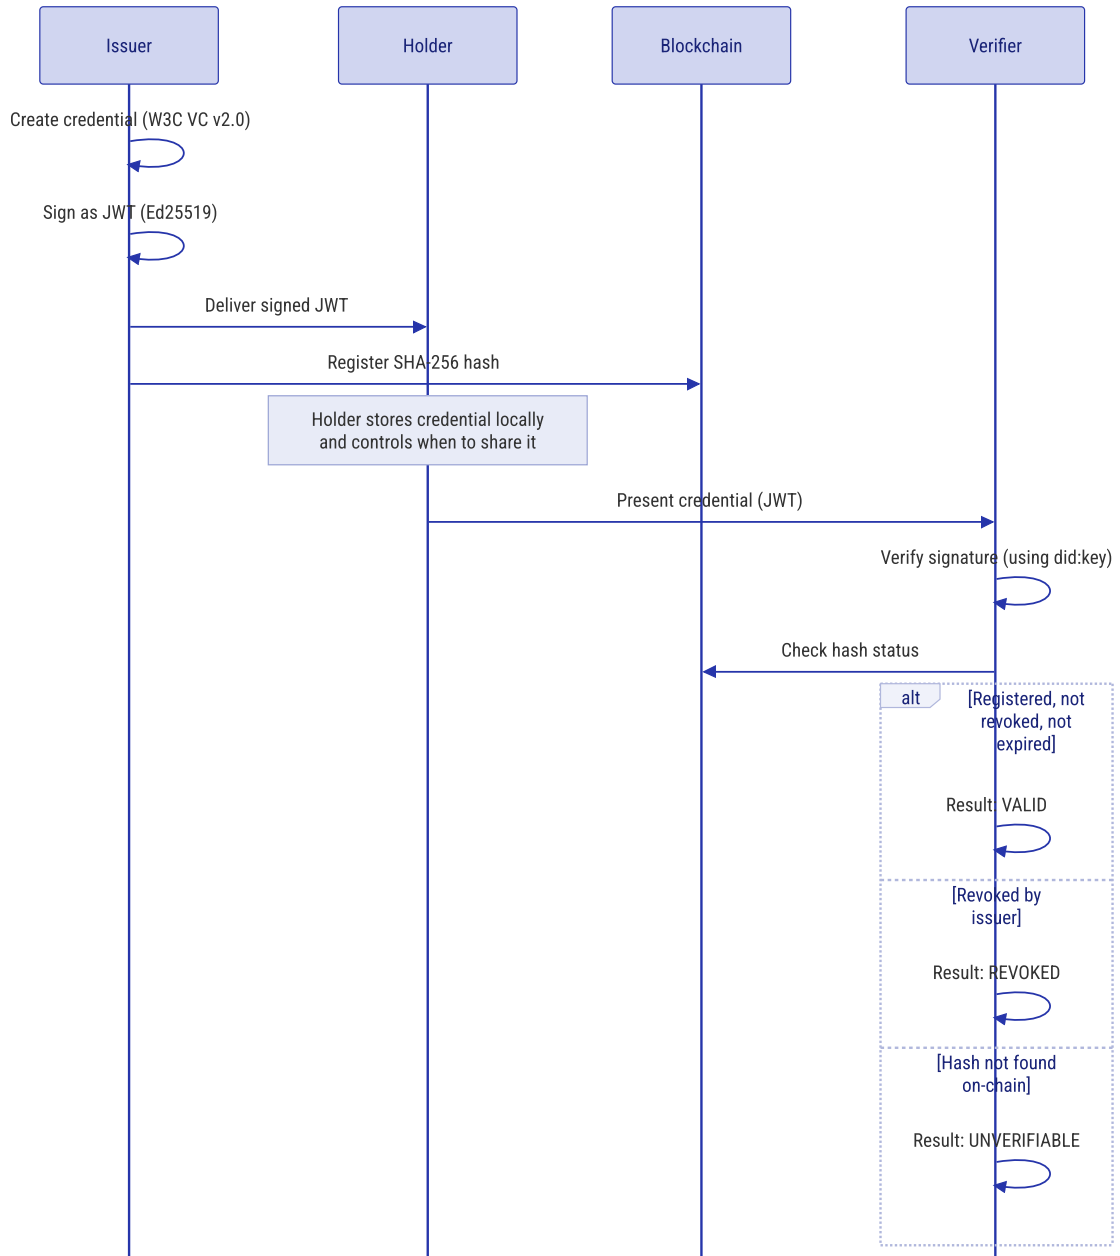 Issuer
Holder
Blockchain
Verifier
Create credential (W3C VC v2.0)
Sign as JWT (Ed25519)
Deliver signed JWT
Register SHA-256 hash
Holder stores credential locally
and controls when to share it
Present credential (JWT)
Verify signature (using did:key)
Check hash status
alt
[Registered, not
revoked, not
expired]
Result: VALID
[Revoked by
issuer]
Result: REVOKED
[Hash not found
on-chain]
Result: UNVERIFIABLE